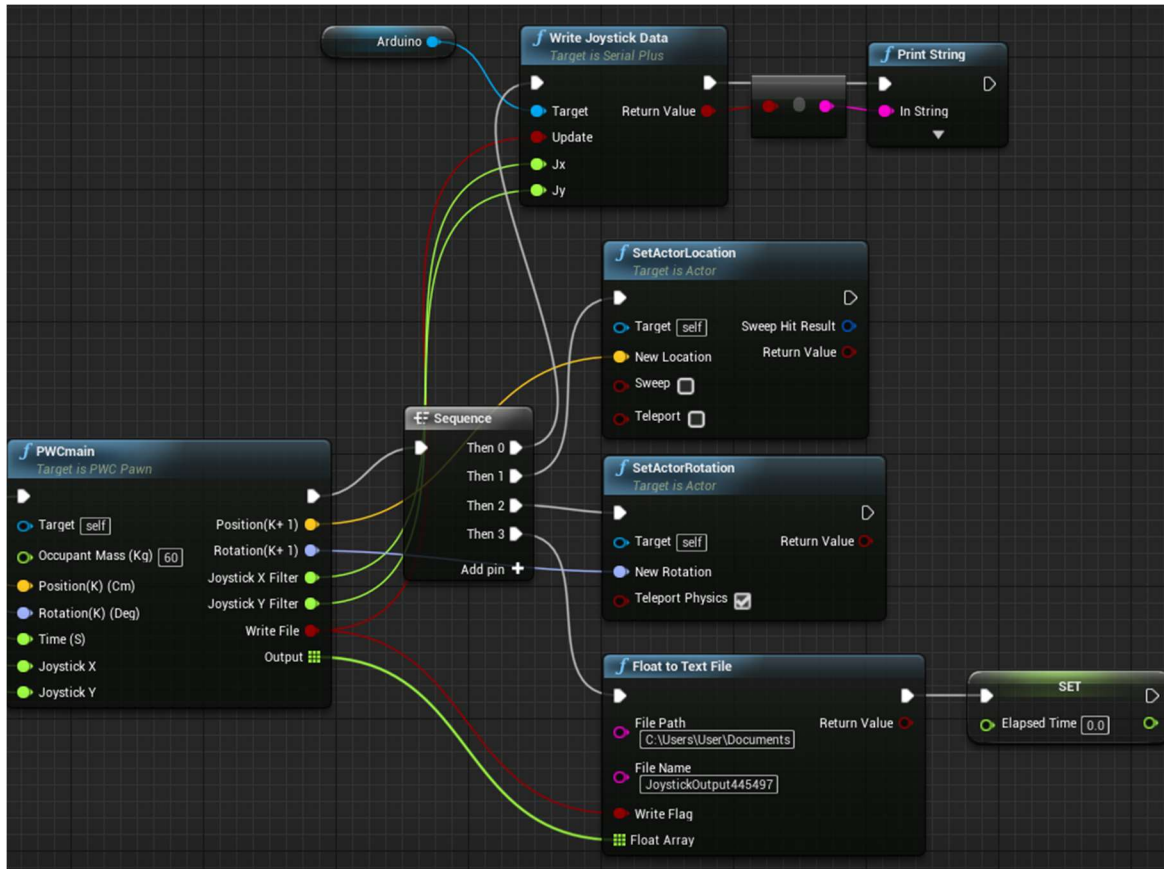 Arduino
Write Joystick Data
Target is Serial Plus
Target
Return Value
Update
Jx
Jy
Print String
In String
SetActorLocation
Target is Actor
Target self
Sweep Hit Result
New Location
Return Value
Sweep
Teleport
Sequence
Then 0
Then 1
Then 2
Then 3
Add pin
PWCmain
Target is PWC Pawn
Target self
Position(K+ 1)
Occupant Mass (Kg) 60
Rotation(K+ 1)
Position(K) (Cm)
Joystick X Filter
Rotation(K) (Deg)
Joystick Y Filter
Time (S)
Write File
Joystick X
Output
Joystick Y
SetActorRotation
Target is Actor
Target self
Return Value
New Rotation
Teleport Physics
Float to Text File
File Path
Return Value
C:\Users\User\Documents
File Name
JoystickOutput445497
Write Flag
Float Array
SET
Elapsed Time 0.0